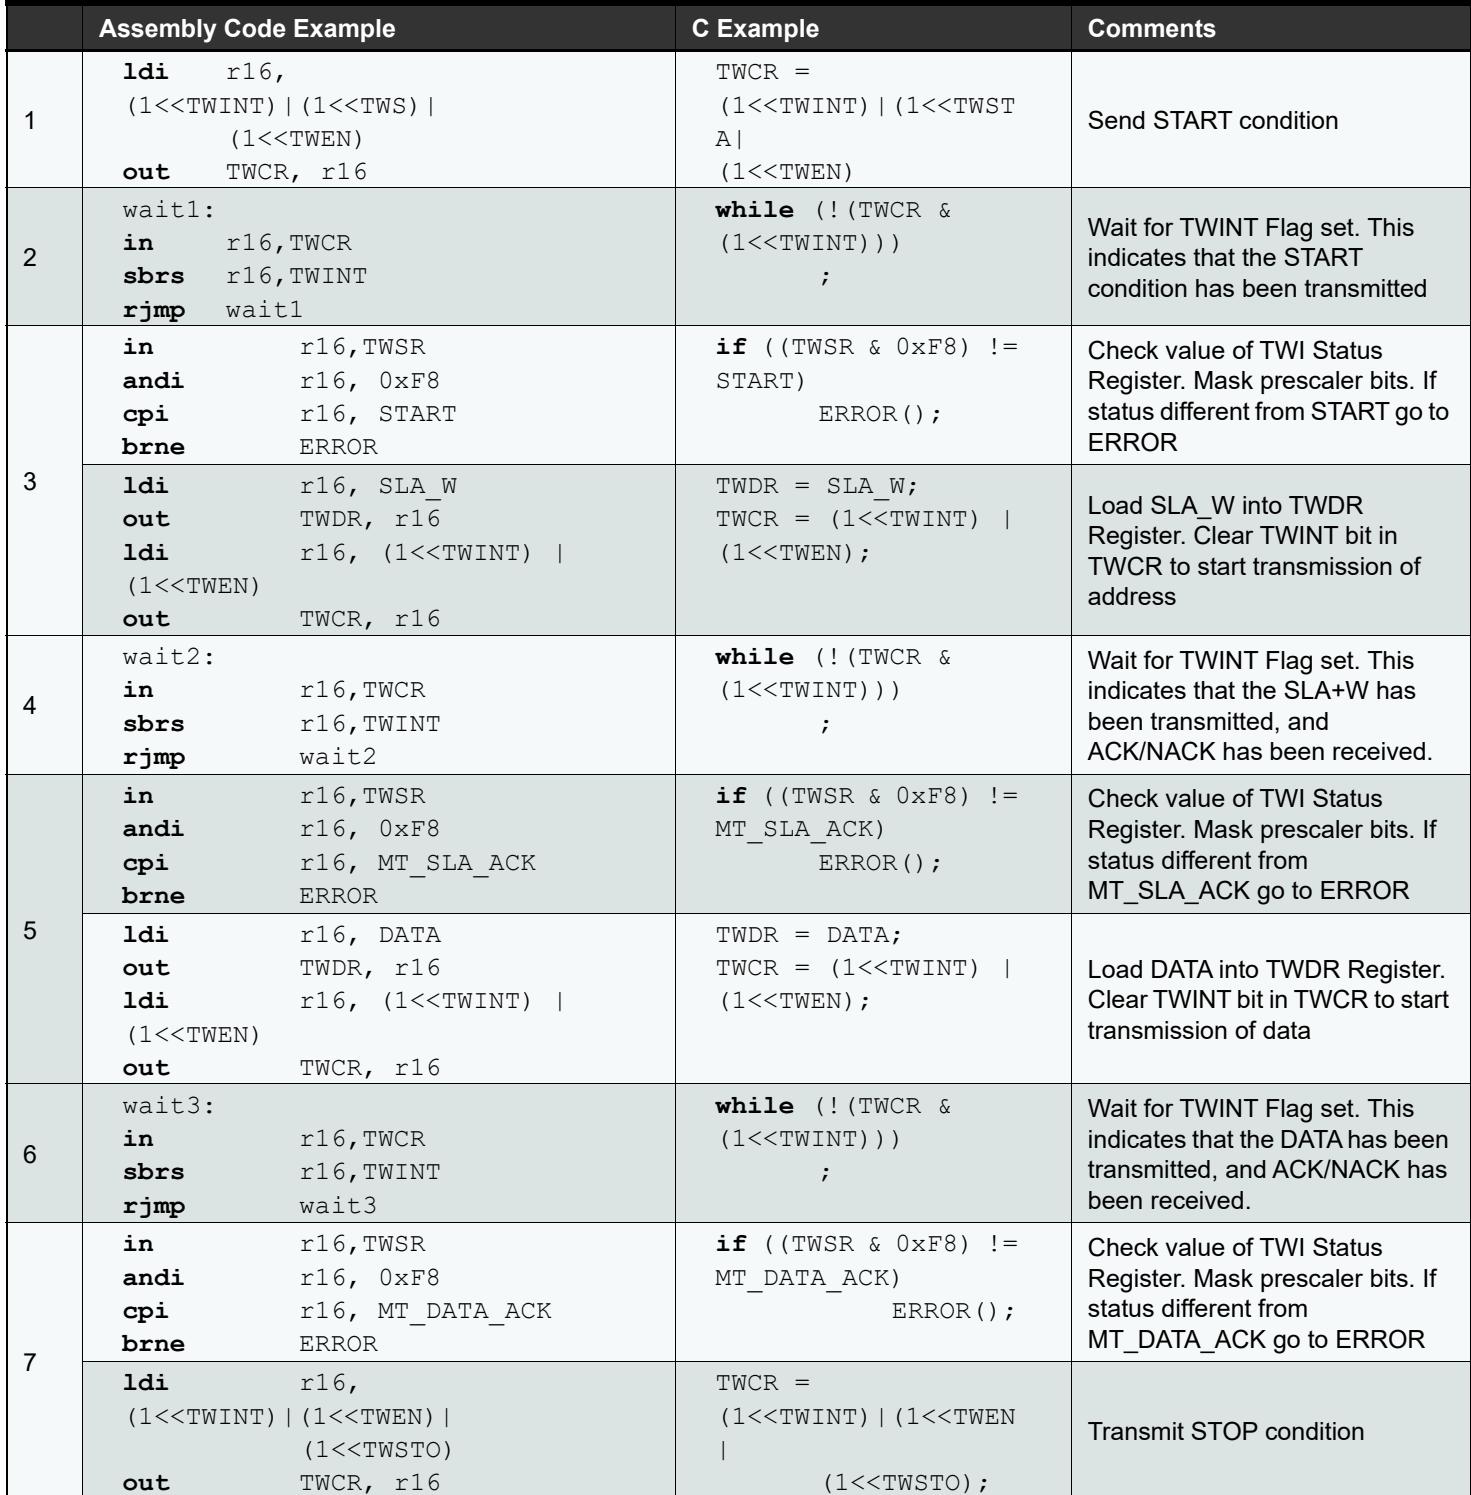 Assembly Code Example C Example Comments
1
ldi r16,
(1<<TWINT)|(1<<TWS)|
(1<<TWEN)
out TWCR, r16
TWCR =
(1<<TWINT)|(1<<TWST
A|
(1<<TWEN)
Send START condition
2
wait1:
in r16,TWCR
sbrs r16,TWINT
rjmp wait1
while (!(TWCR &
(1<<TWINT)))
;
Wait for TWINT Flag set. This
indicates that the START
condition has been transmitted
3
in r16,TWSR
andi r16, 0xF8
cpi r16, START
brne ERROR
if ((TWSR & 0xF8) !=
START)
ERROR();
Check value of TWI Status
Register. Mask prescaler bits. If
status different from START go to
ERROR
ldi r16, SLA_W
out TWDR, r16
ldi r16, (1<<TWINT) |
(1<<TWEN)
out TWCR, r16
TWDR = SLA_W;
TWCR = (1<<TWINT) |
(1<<TWEN);
Load SLA_W into TWDR
Register. Clear TWINT bit in
TWCR to start transmission of
address
4
wait2:
in r16,TWCR
sbrs r16,TWINT
rjmp wait2
while (!(TWCR &
(1<<TWINT)))
;
Wait for TWINT Flag set. This
indicates that the SLA+W has
been transmitted, and
ACK/NACK has been received.
5
in r16,TWSR
andi r16, 0xF8
cpi r16, MT_SLA_ACK
brne ERROR
if ((TWSR & 0xF8) !=
MT_SLA_ACK)
ERROR();
Check value of TWI Status
Register. Mask prescaler bits. If
status different from
MT_SLA_ACK go to ERROR
ldi r16, DATA
out TWDR, r16
ldi r16, (1<<TWINT) |
(1<<TWEN)
out TWCR, r16
TWDR = DATA;
TWCR = (1<<TWINT) |
(1<<TWEN);
Load DATA into TWDR Register.
Clear TWINT bit in TWCR to start
transmission of data
6
wait3:
in r16,TWCR
sbrs r16,TWINT
rjmp wait3
while (!(TWCR &
(1<<TWINT)))
;
Wait for TWINT Flag set. This
indicates that the DATA has been
transmitted, and ACK/NACK has
been received.
7
in r16,TWSR
andi r16, 0xF8
cpi r16, MT_DATA_ACK
brne ERROR
if ((TWSR & 0xF8) !=
MT_DATA_ACK)
ERROR();
Check value of TWI Status
Register. Mask prescaler bits. If
status different from
MT_DATA_ACK go to ERROR
ldi r16,
(1<<TWINT)|(1<<TWEN)|
(1<<TWSTO)
out TWCR, r16
TWCR =
(1<<TWINT)|(1<<TWEN
|
(1<<TWSTO);
Transmit STOP condition